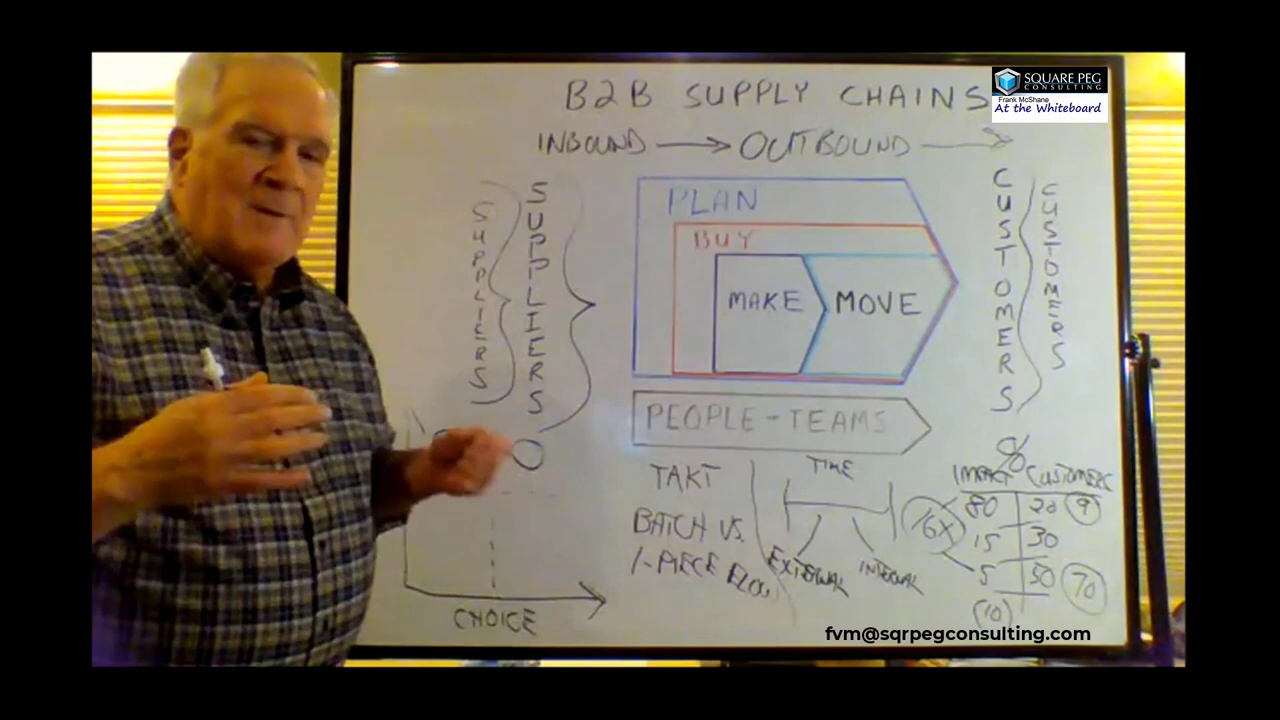 B2B SUPPLY CHAINS
SQUARE PEG
CONSULTING
Frank McShane
At the Whiteboard
INBOUND → OUTBOUND →
SUPPLIERS
SUPPLIERS
PLAN
BUY
MAKE
MOVE
CUSTOMERS
CUSTOMERS
PEOPLE - TEAMS
TAKT
BATCH VS.
1-PIECE FLOW
TIME
EXTERNAL
INTERNAL
%
IMPACT CUSTOMERS
16X
80 20 9
15 30
5 50 70
(10)
CHOICE
fvm@sqrpegconsulting.com